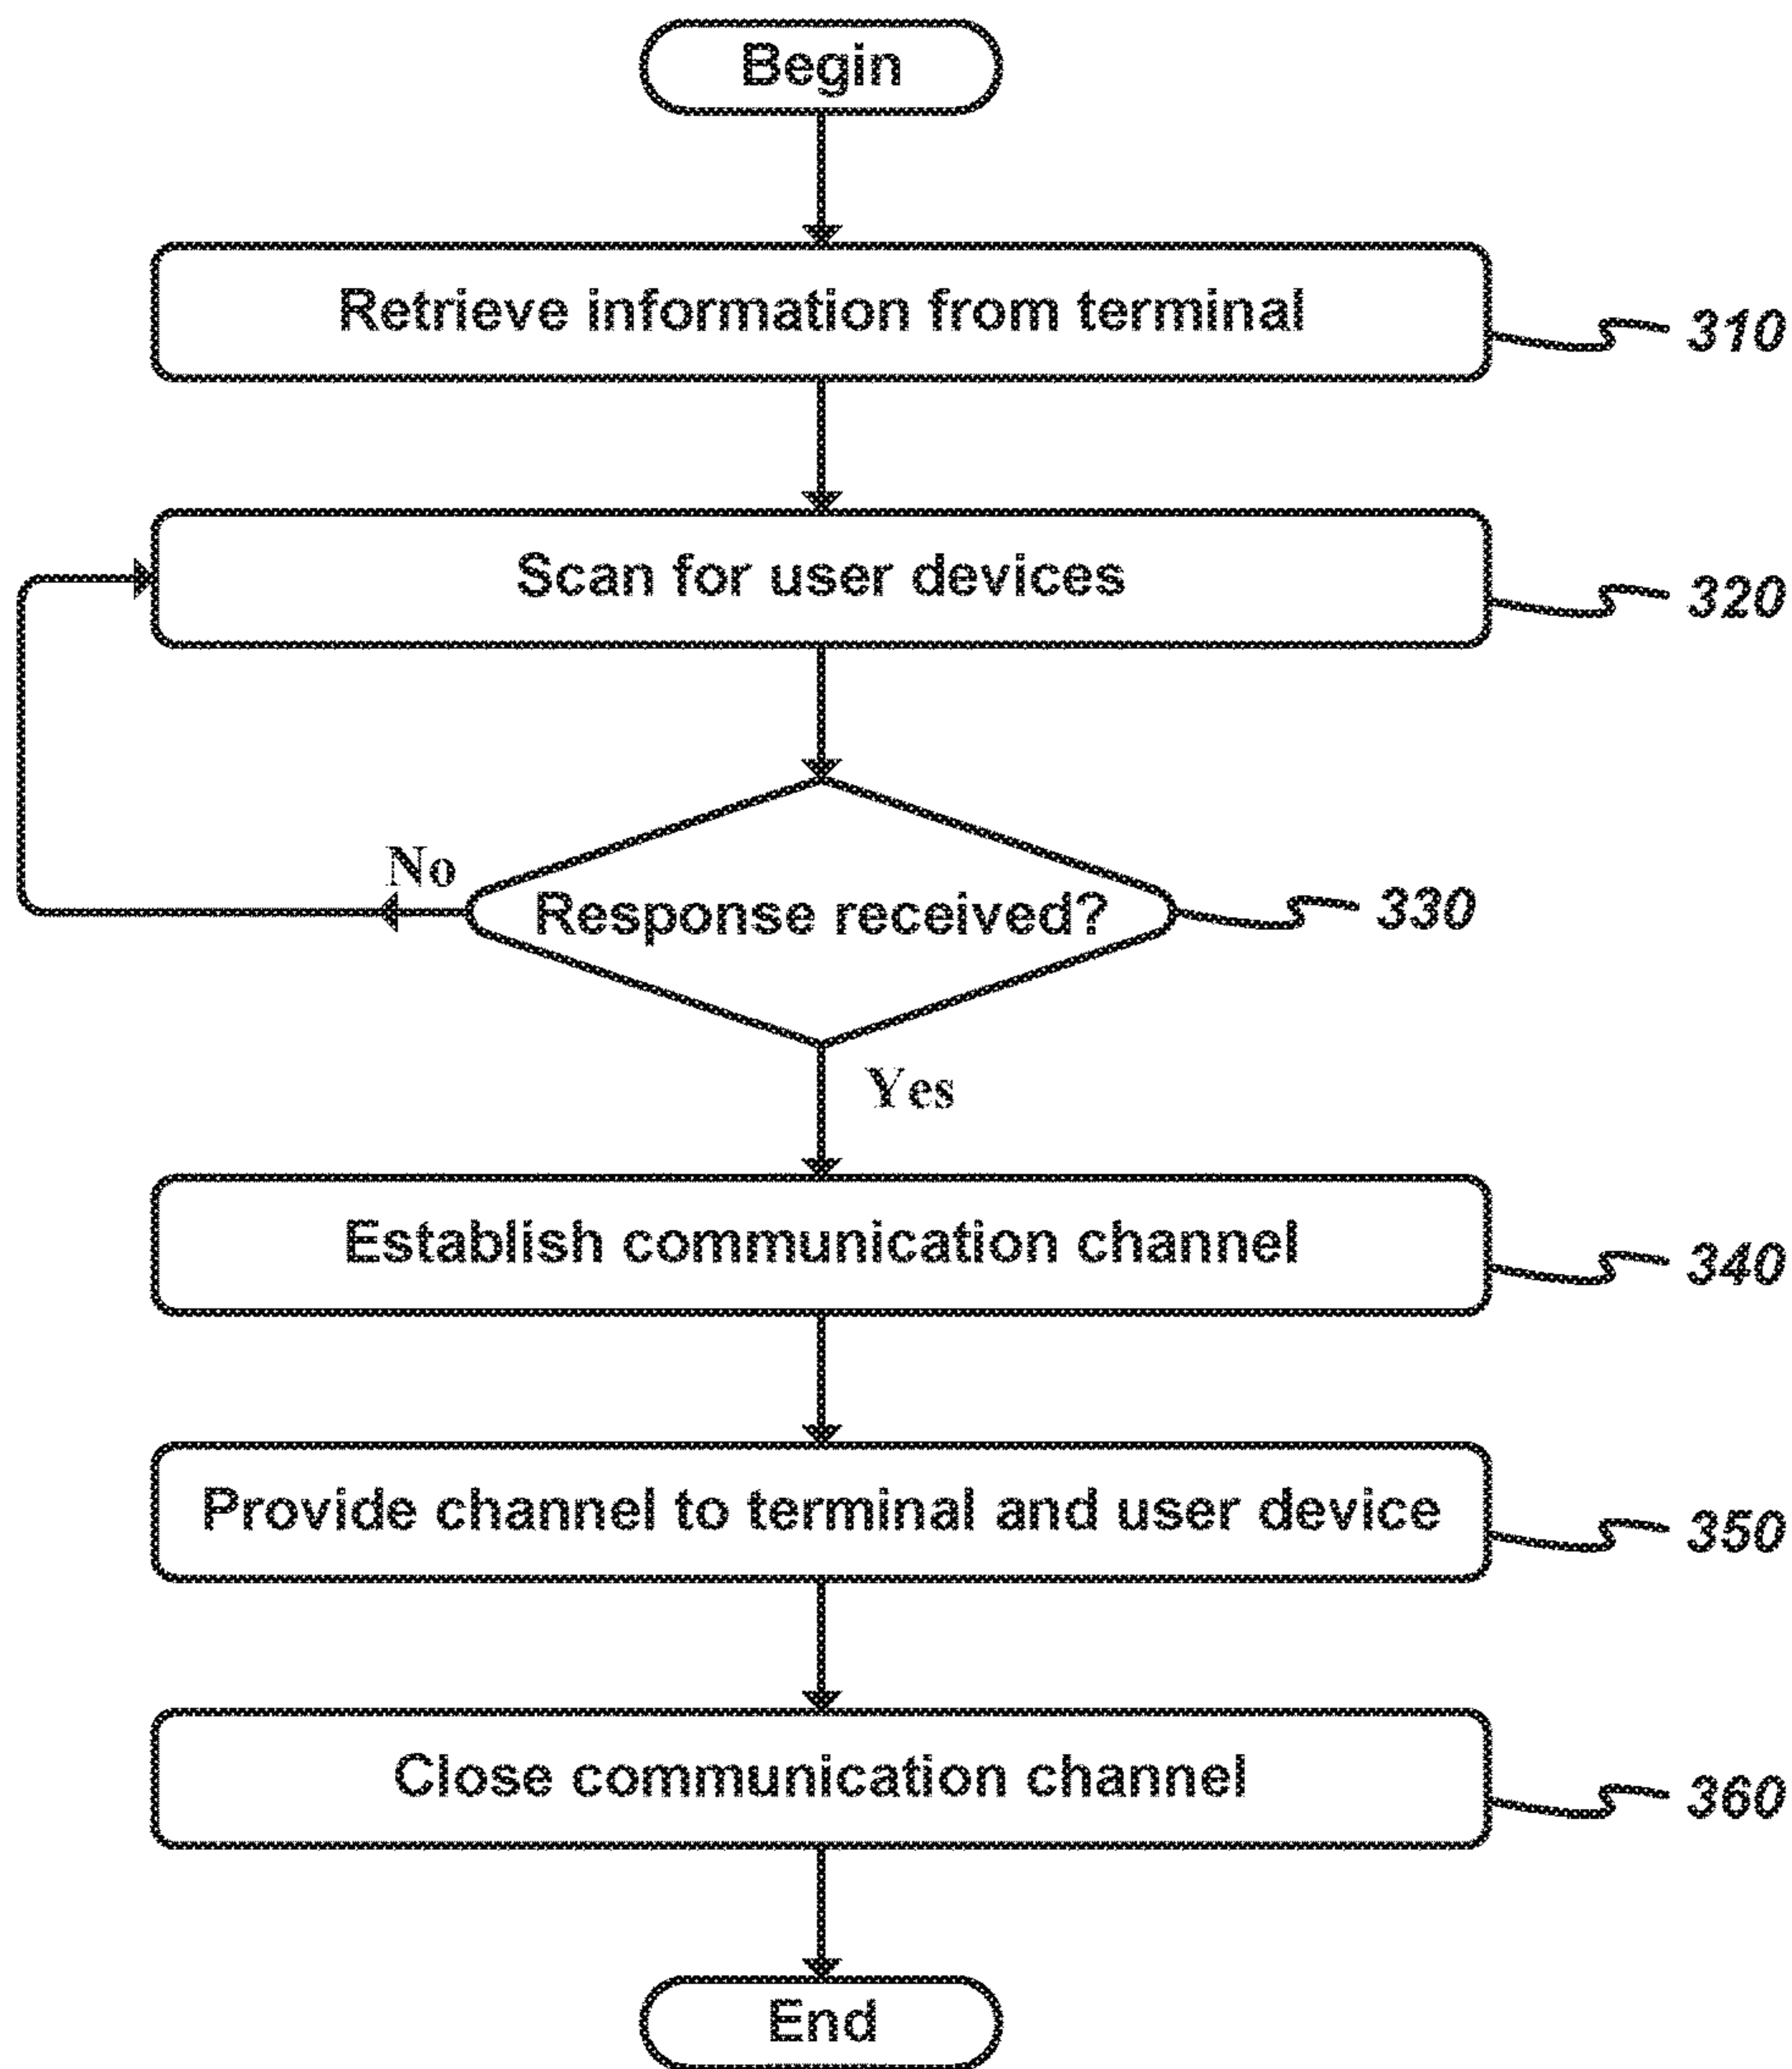 Begin
Retrieve information from terminal
310
Scan for user devices
320
No
Response received?
330
Yes
Establish communication channel
340
Provide channel to terminal and user device
350
Close communication channel
360
End